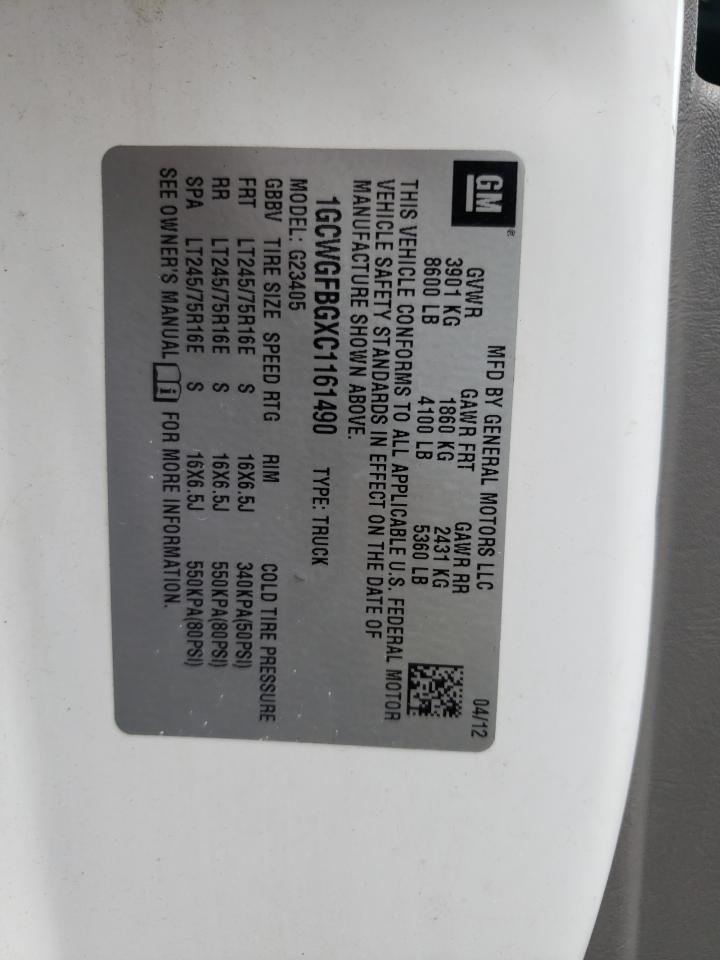 GM®
MFD BY GENERAL MOTORS LLC 04/12
GVWR GAWR FRT GAWR RR
3901 KG 1860 KG 2431 KG
8600 LB 4100 LB 5360 LB
THIS VEHICLE CONFORMS TO ALL APPLICABLE U.S. FEDERAL MOTOR
VEHICLE SAFETY STANDARDS IN EFFECT ON THE DATE OF
MANUFACTURE SHOWN ABOVE.
1GCWGFBGXC1161490 TYPE: TRUCK
MODEL: G23405
GBBV TIRE SIZE SPEED RTG RIM COLD TIRE PRESSURE
FRT LT245/75R16E S 16X6.5J 340KPA(50PSI)
RR LT245/75R16E S 16X6.5J 550KPA(80PSI)
SPA LT245/75R16E S 16X6.5J 550KPA(80PSI)
SEE OWNER'S MANUAL i FOR MORE INFORMATION.